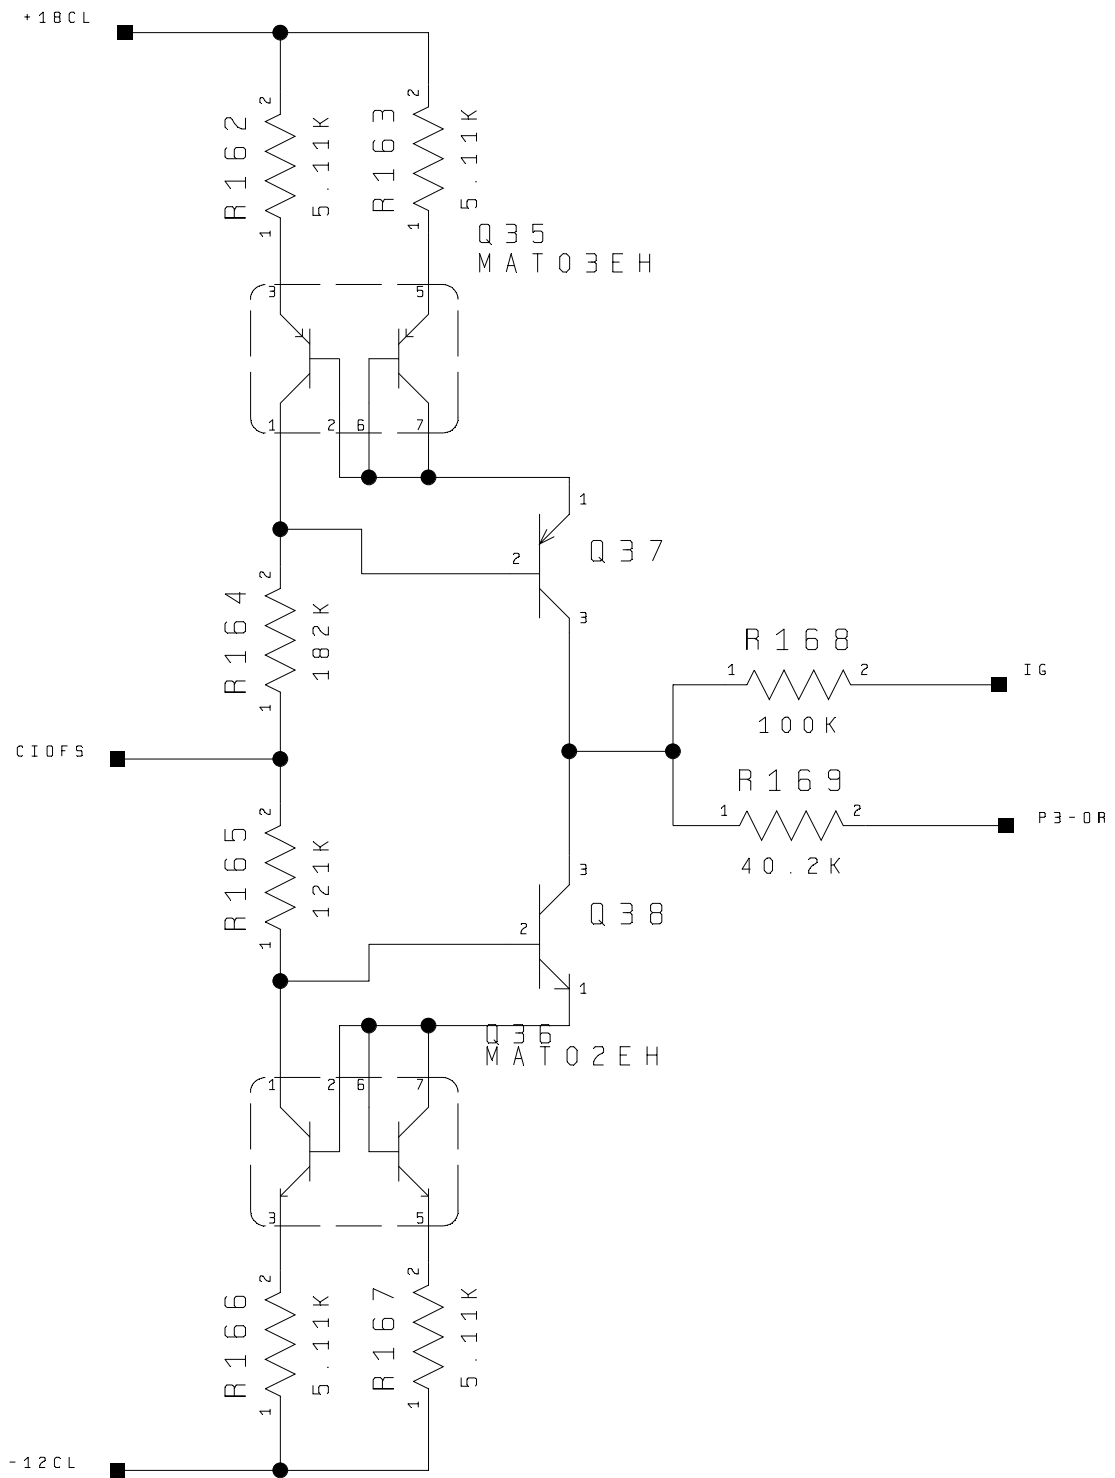 +18CL
2
2
R162
5.11K
R163
5.11K
1
1
Q35
MAT03EH
3
5
1
2
6
7
1
2
Q37
3
2
R164
182K
1
R168
1
2
IG
100K
CIOFS
R169
1
2
P3-OR
40.2K
2
R165
121K
1
3
2
Q38
1
Q36
MAT02EH
1
2
6
7
3
5
2
2
R166
5.11K
R167
5.11K
1
1
-12CL